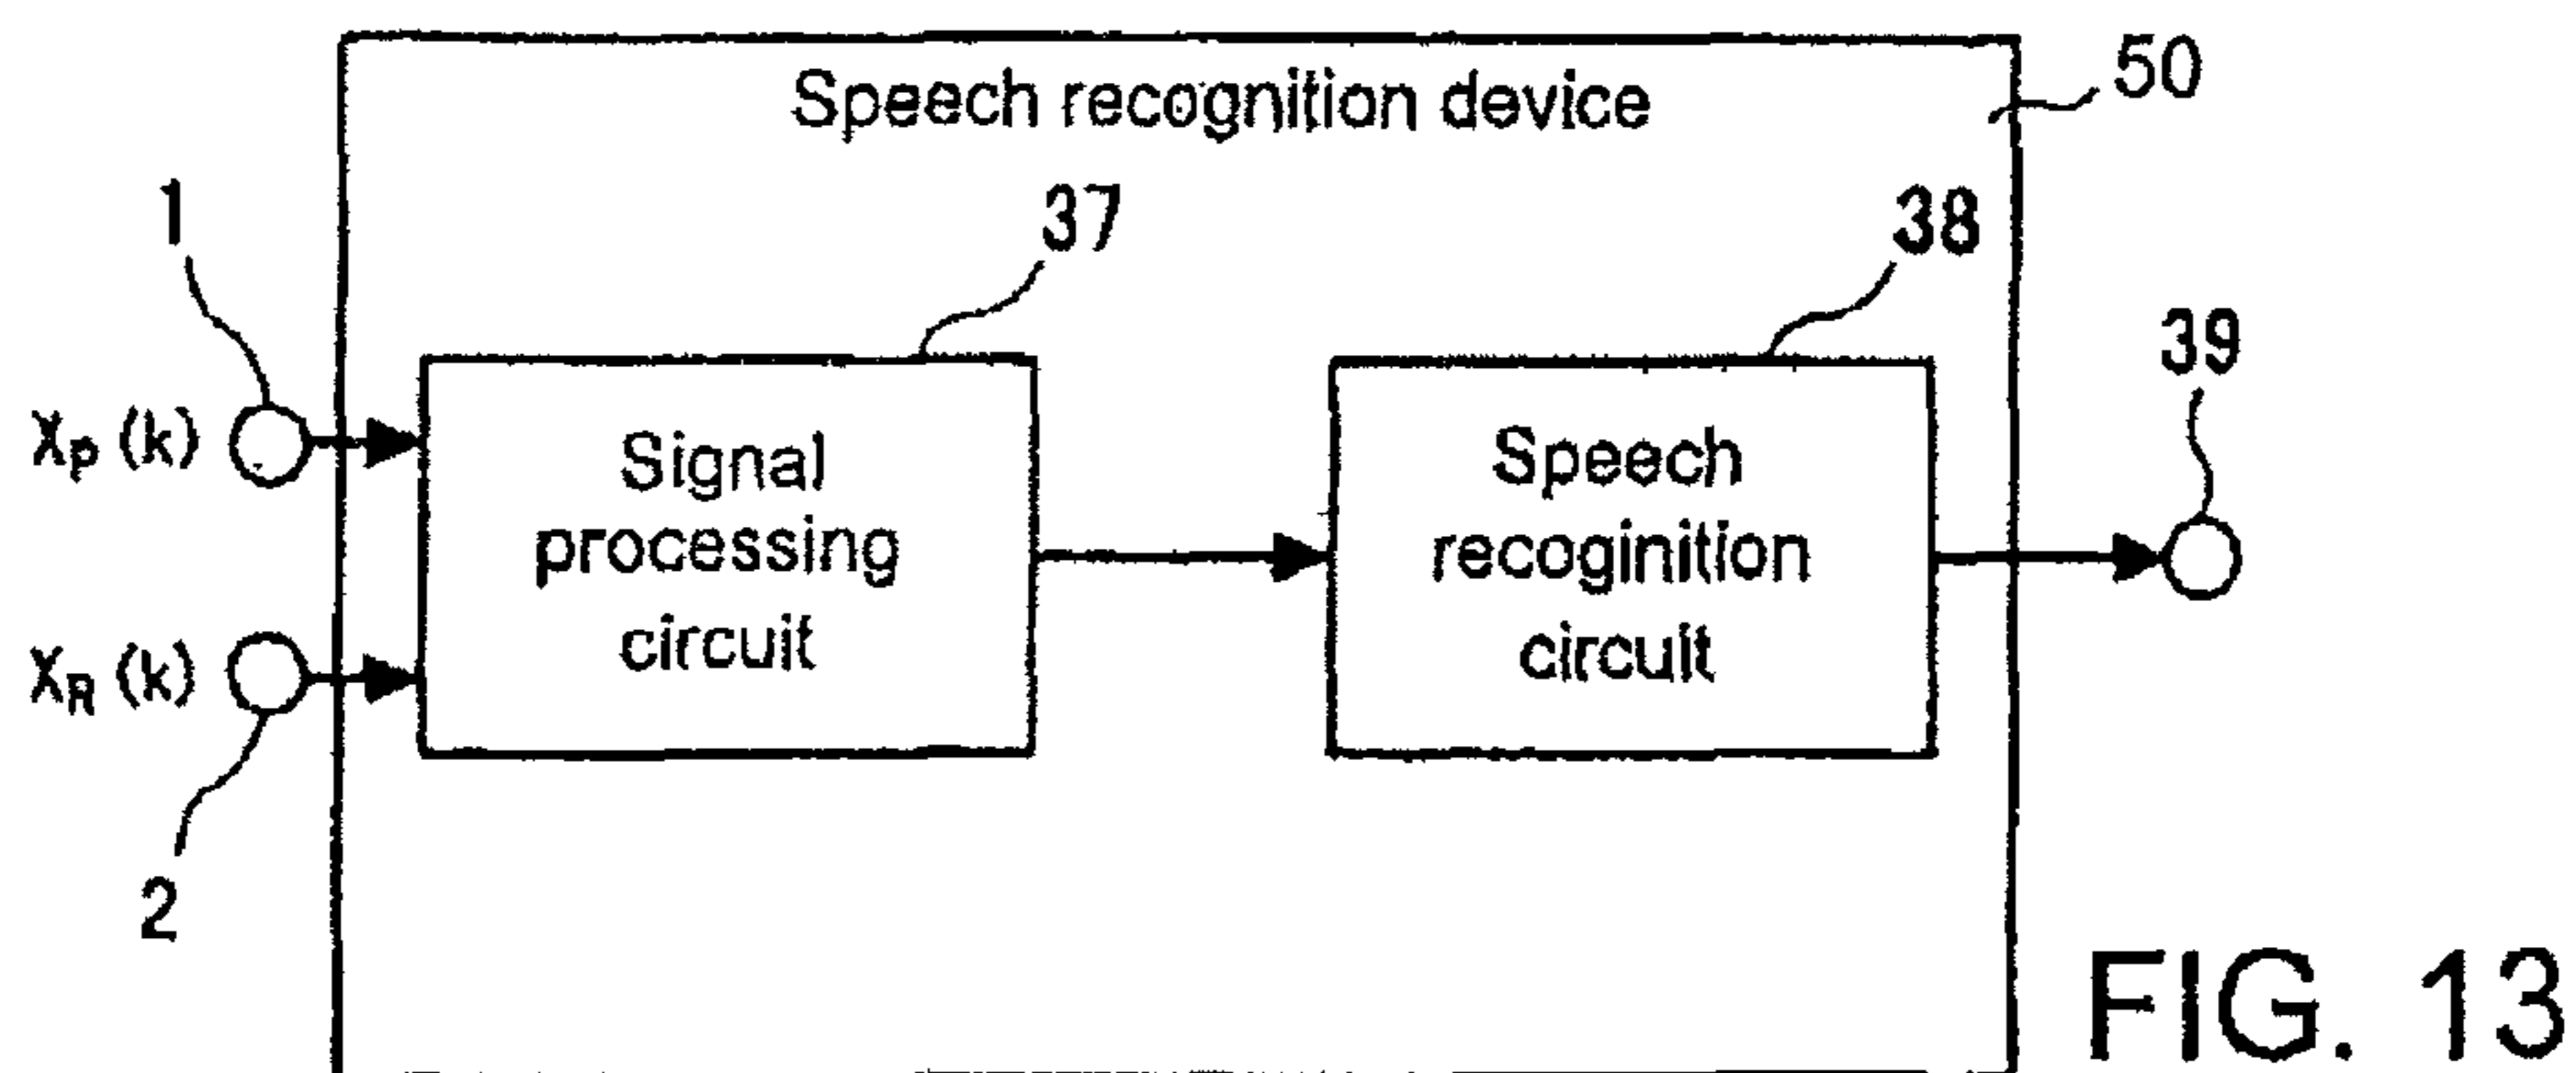 Speech recognition device
50
1
37
38
39
XP (k)
Signal
processing
circuit
Speech
recoginition
circuit
XR (k)
2
FIG. 13